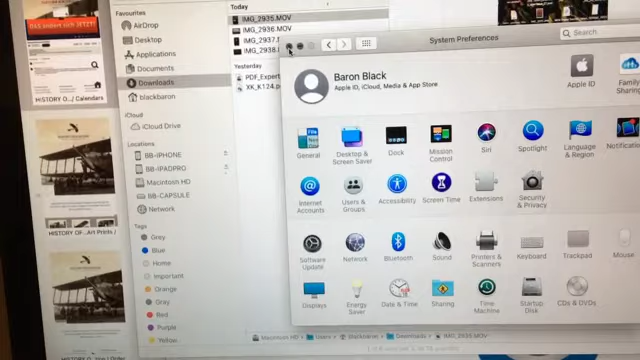 DAS ändert sich JETZT!
HISTORY O.../ Calendars
HISTORY OF...Art Prints /
Favourites
AirDrop
Desktop
Applications
Documents
Downloads
blackbaron
iCloud
iCloud Drive
Locations
BB-IPHONE
BB-IPADPRO
Macintosh HD
BB-CAPSULE
Network
Tags
Grey
Blue
Home
Important
Orange
Gray
Red
Purple
Yellow
Today
IMG_2935.MOV
IMG_2936.MOV
IMG_2937.
IMG_2938.
Yesterday
PDF_Expert
XK_K124.p
System Preferences
Search
Baron Black
Apple ID, iCloud, Media & App Store
Apple ID
Family
Sharing
General
Desktop &
Screen Saver
Dock
Mission
Control
Siri
Spotlight
Language
& Region
Notificatio
Internet
Accounts
Users &
Groups
Accessibility
Screen Time
Extensions
Security
& Privacy
Software
Update
Network
Bluetooth
Sound
Printers &
Scanners
Keyboard
Trackpad
Mouse
Displays
Energy
Saver
Date & Time
Sharing
Time
Machine
Startup
Disk
CDs & DVDs
Macintosh HD
Users
blackbaron
Downloads
IMG_2935.MOV